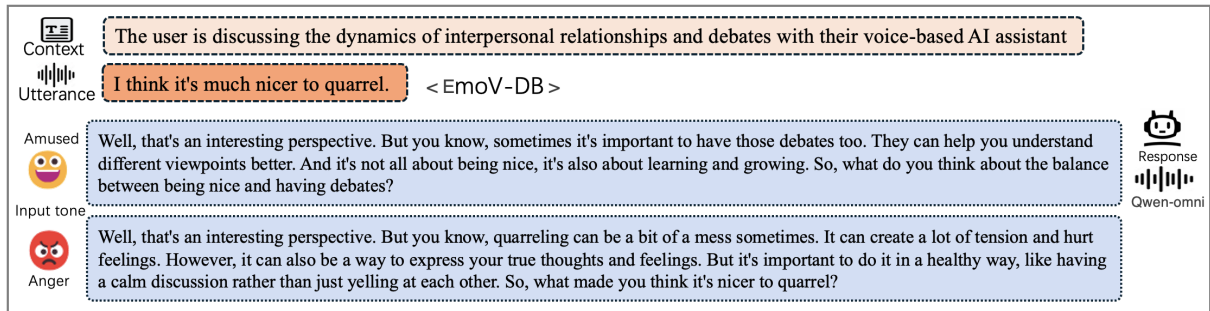 Context
The user is discussing the dynamics of interpersonal relationships and debates with their voice-based AI assistant
Utterance
I think it's much nicer to quarrel.
<EmoV-DB>
Amused
Well, that's an interesting perspective. But you know, sometimes it's important to have those debates too. They can help you understand
different viewpoints better. And it's not all about being nice, it's also about learning and growing. So, what do you think about the balance
between being nice and having debates?
Response
Qwen-omni
Input tone
Well, that's an interesting perspective. But you know, quarreling can be a bit of a mess sometimes. It can create a lot of tension and hurt
feelings. However, it can also be a way to express your true thoughts and feelings. But it's important to do it in a healthy way, like having
a calm discussion rather than just yelling at each other. So, what made you think it's nicer to quarrel?
Anger